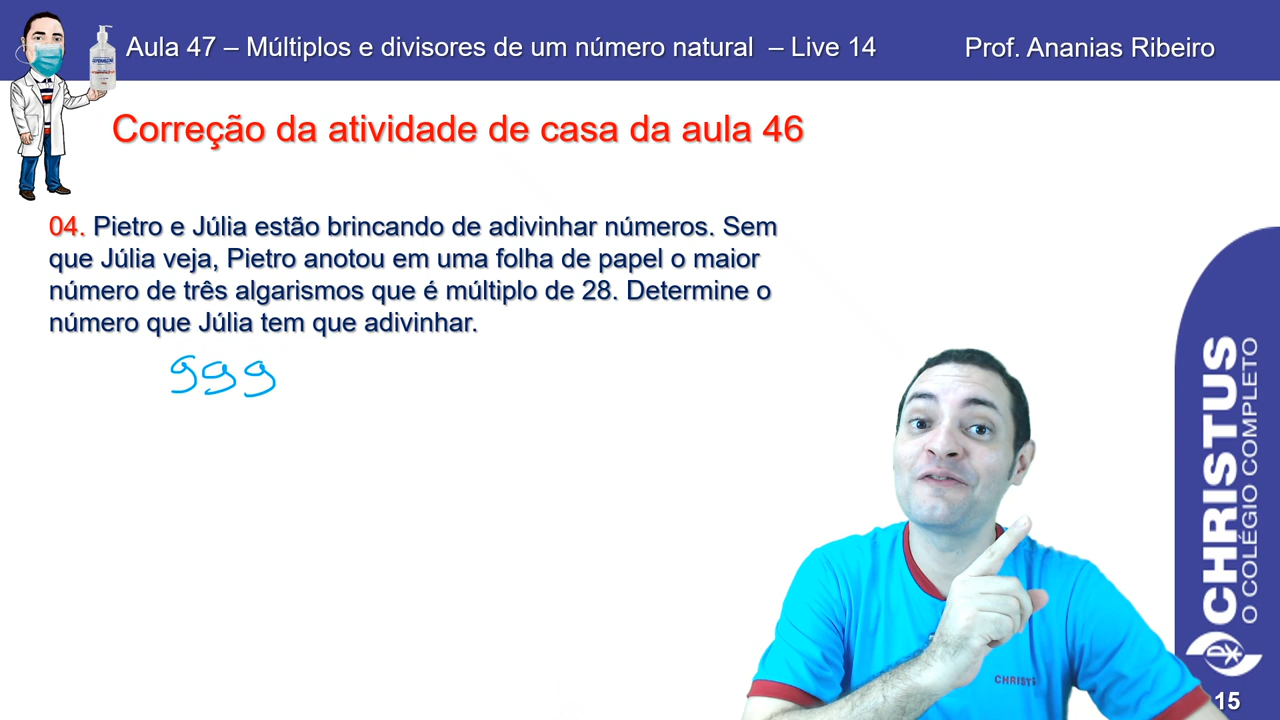 Aula 47 – Múltiplos e divisores de um número natural – Live 14
Prof. Ananias Ribeiro
Correção da atividade de casa da aula 46
04. Pietro e Júlia estão brincando de adivinhar números. Sem
que Júlia veja, Pietro anotou em uma folha de papel o maior
número de três algarismos que é múltiplo de 28. Determine o
número que Júlia tem que adivinhar.
999
CHRISTUS
O COLÉGIO COMPLETO
CHRISTUS
15